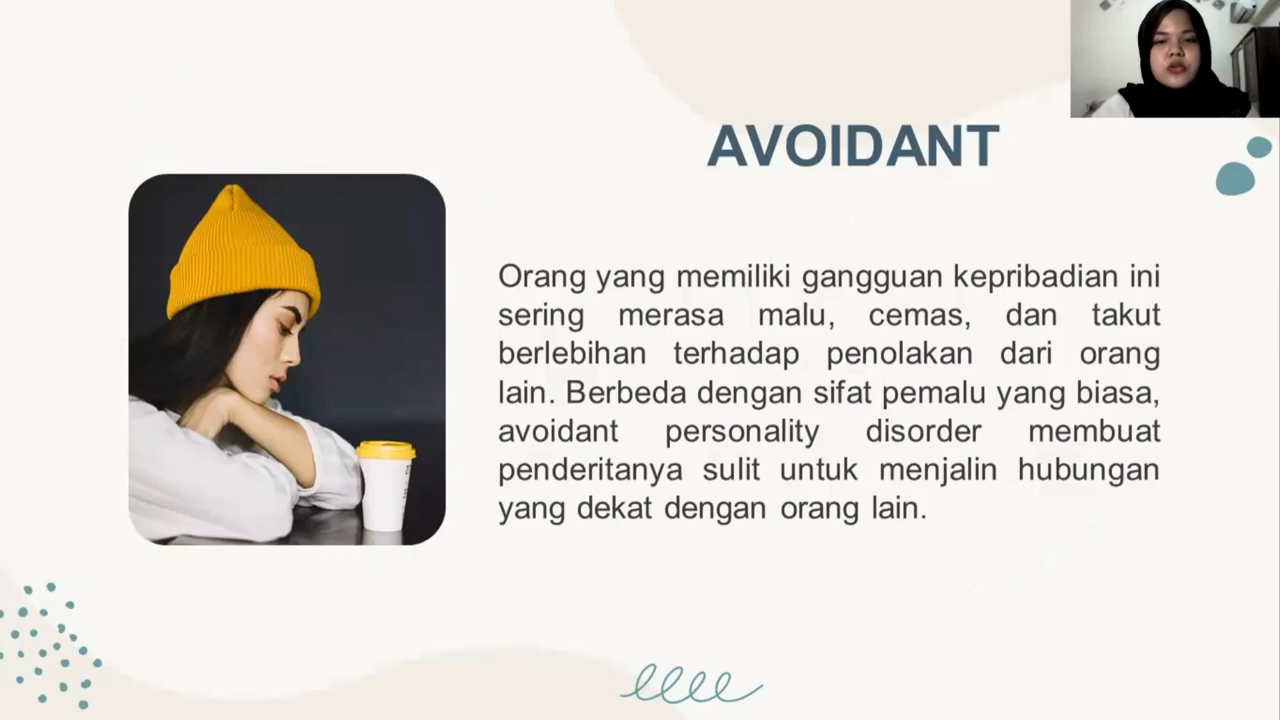 AVOIDANT
Orang yang memiliki gangguan kepribadian ini
sering merasa malu, cemas, dan takut
berlebihan terhadap penolakan dari orang
lain. Berbeda dengan sifat pemalu yang biasa,
avoidant personality disorder membuat
penderitanya sulit untuk menjalin hubungan
yang dekat dengan orang lain.